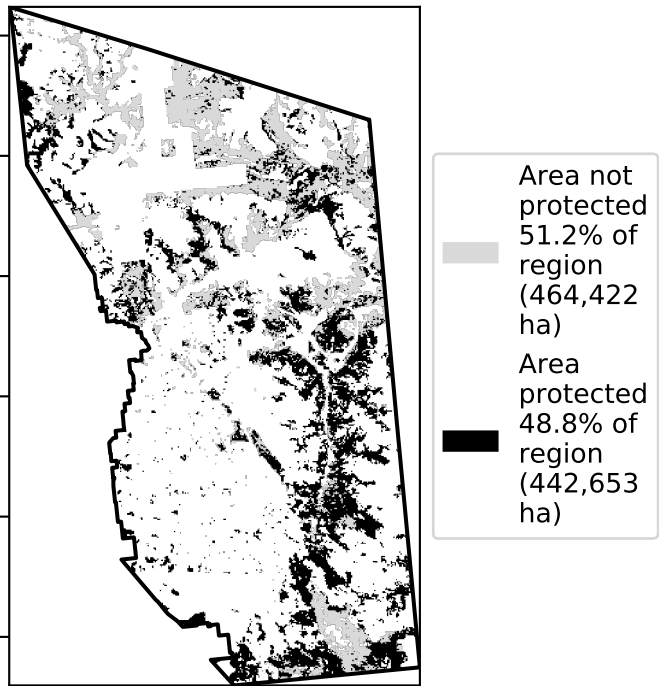 Area not
protected
51.2% of
region
(464,422
ha)
Area
protected
48.8% of
region
(442,653
ha)